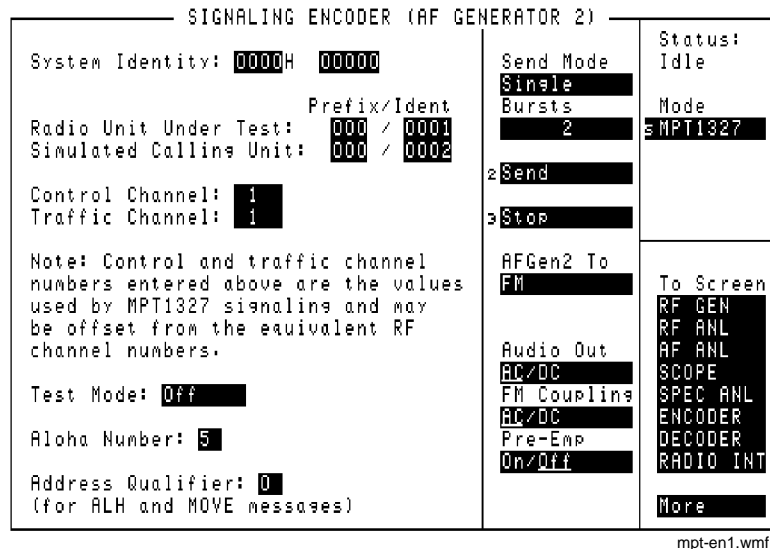 SIGNALING ENCODER (AF GENERATOR 2)
System Identity: 0000H 00000
Prefix/Ident
Radio Unit Under Test: 000 / 0001
Simulated Calling Unit: 000 / 0002
Control Channel: 1
Traffic Channel: 1
Note: Control and traffic channel
numbers entered above are the values
used by MPT1327 signaling and may
be offset from the equivalent RF
channel numbers.
Test Mode: Off
Aloha Number: 5
Address Qualifier: 0
(for ALH and MOVE messages)
Send Mode
Single
Bursts
2
2 Send
3 Stop
AFGen2 To
FM
Audio Out
AC/DC
FM Coupling
AC/DC
Pre-Emp
On/Off
Status:
Idle
Mode
s MPT1327
To Screen
RF GEN
RF ANL
AF ANL
SCOPE
SPEC ANL
ENCODER
DECODER
RADIO INT
More
mpt-en1.wmf